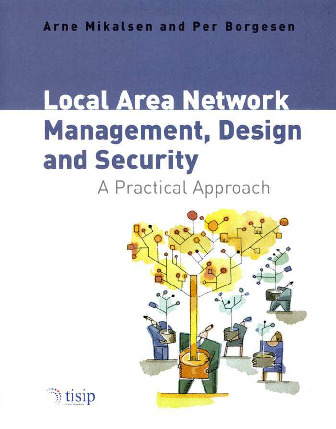 Arne Mikalsen and Per Borgesen
Local Area Network
Management, Design
and Security
A Practical Approach
tisip